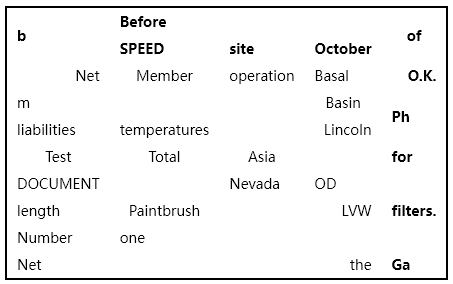 Before
b of
SPEED site October
Net Member operation Basal O.K.
m Basin
Ph
liabilities temperatures Lincoln
Test Total Asia for
DOCUMENT Nevada OD
length Paintbrush LVW filters.
Number one
Net the Ga